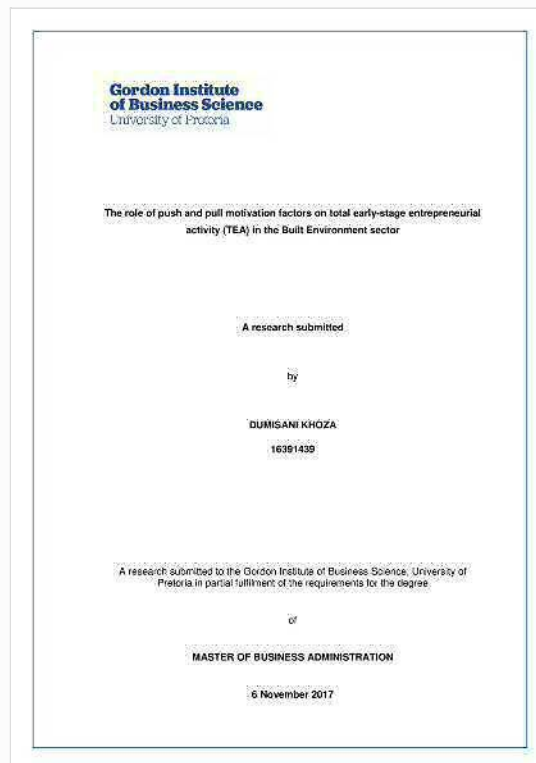 Gordon Institute
of Business Science
University of Pretoria
The role of push and pull motivation factors on total early-stage entrepreneurial
activity (TEA) in the Built Environment sector
A research submitted
by
DUMISANI KHOZA
16391439
A research submitted to the Gordon Institute of Business Science, University of
Pretoria in partial fulfilment of the requirements for the degree
of
MASTER OF BUSINESS ADMINISTRATION
6 November 2017